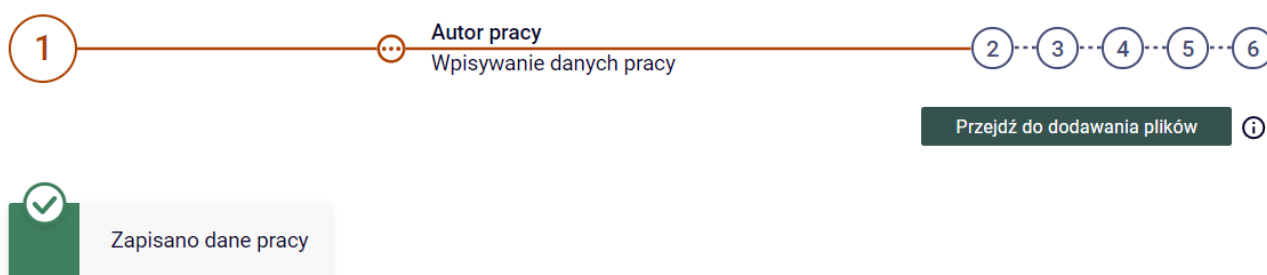 1
Autor pracy
Wpisywanie danych pracy
2 3 4 5 6
Przejdź do dodawania plików
Zapisano dane pracy